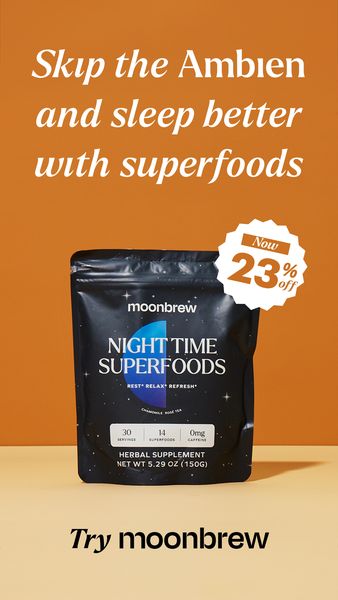 Skip the Ambien
and sleep better
with superfoods
Now
23%
off
moonbrew
NIGHT TIME
SUPERFOODS
REST* RELAX* REFRESH*
CHAMOMILE ROSE TEA
30
SERVINGS
14
SUPERFOODS
0mg
CAFFEINE
HERBAL SUPPLEMENT
NET WT 5.29 OZ (150G)
Try moonbrew